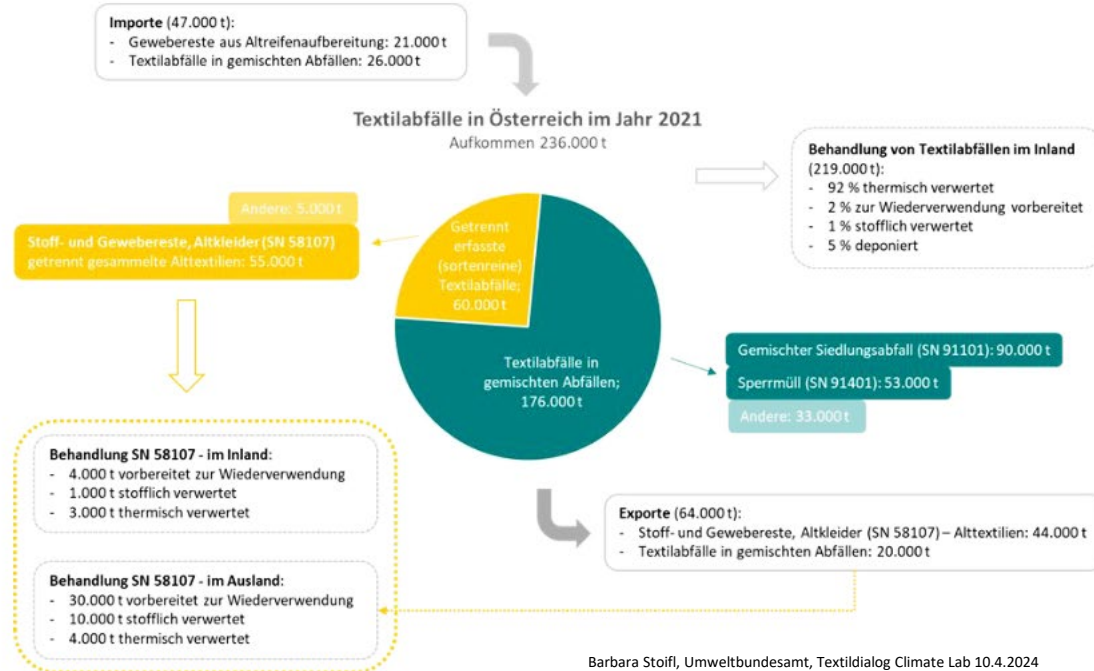 Importe (47.000 t):
- Gewebereste aus Altreifenaufbereitung: 21.000 t
- Textilabfälle in gemischten Abfällen: 26.000 t
Textilabfälle in Österreich im Jahr 2021
Aufkommen 236.000 t
Behandlung von Textilabfällen im Inland
(219.000 t):
- 92 % thermisch verwertet
- 2 % zur Wiederverwendung vorbereitet
- 1 % stofflich verwertet
- 5 % deponiert
Andere: 5.000 t
Stoff- und Gewebereste, Altkleider (SN 58107)
getrennt gesammelte Alttextilien: 55.000 t
Getrennt
erfasste
(sortenreine)
Textilabfälle;
60.000 t
Textilabfälle in
gemischten Abfällen;
176.000 t
Gemischter Siedlungsabfall (SN 91101): 90.000 t
Sperrmüll (SN 91401): 53.000 t
Andere: 33.000 t
Behandlung SN 58107 - im Inland:
- 4.000 t vorbereitet zur Wiederverwendung
- 1.000 t stofflich verwertet
- 3.000 t thermisch verwertet
Exporte (64.000 t):
- Stoff- und Gewebereste, Altkleider (SN 58107) – Alttextilien: 44.000 t
- Textilabfälle in gemischten Abfällen: 20.000 t
Behandlung SN 58107 - im Ausland:
- 30.000 t vorbereitet zur Wiederverwendung
- 10.000 t stofflich verwertet
- 4.000 t thermisch verwertet
Barbara Stoifl, Umweltbundesamt, Textildialog Climate Lab 10.4.2024